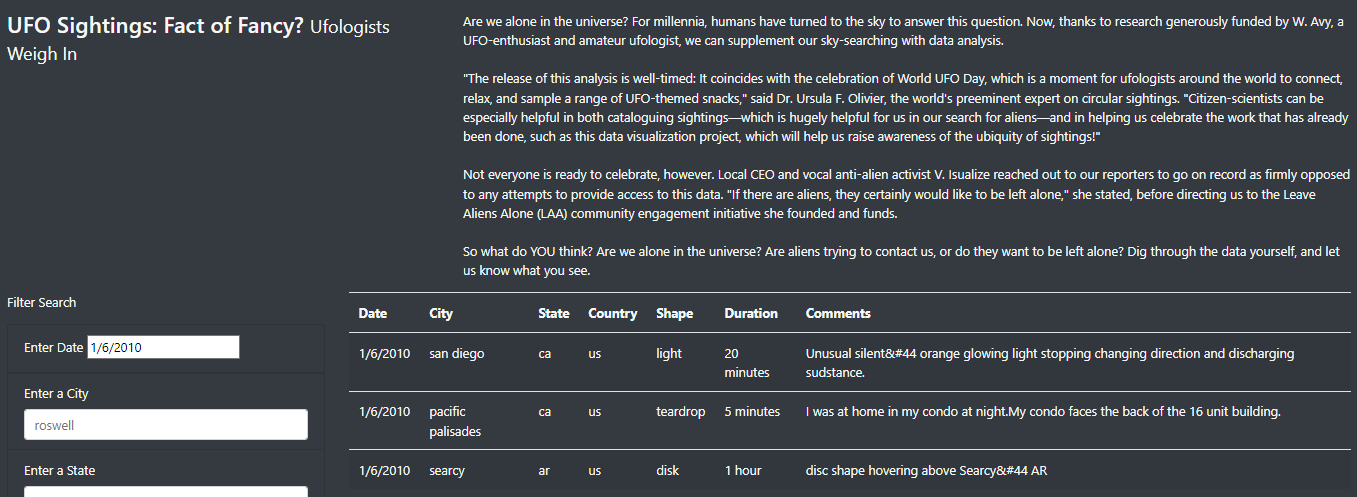 UFO Sightings: Fact of Fancy? Ufologists
Weigh In
Are we alone in the universe? For millennia, humans have turned to the sky to answer this question. Now, thanks to research generously funded by W. Avy, a
UFO-enthusiast and amateur ufologist, we can supplement our sky-searching with data analysis.
"The release of this analysis is well-timed: It coincides with the celebration of World UFO Day, which is a moment for ufologists around the world to connect,
relax, and sample a range of UFO-themed snacks," said Dr. Ursula F. Olivier, the world's preeminent expert on circular sightings. "Citizen-scientists can be
especially helpful in both cataloguing sightings—which is hugely helpful for us in our search for aliens—and in helping us celebrate the work that has already
been done, such as this data visualization project, which will help us raise awareness of the ubiquity of sightings!"
Not everyone is ready to celebrate, however. Local CEO and vocal anti-alien activist V. Isualize reached out to our reporters to go on record as firmly opposed
to any attempts to provide access to this data. "If there are aliens, they certainly would like to be left alone," she stated, before directing us to the Leave
Aliens Alone (LAA) community engagement initiative she founded and funds.
So what do YOU think? Are we alone in the universe? Are aliens trying to contact us, or do they want to be left alone? Dig through the data yourself, and let
us know what you see.
Filter Search
Enter Date 1/6/2010
Enter a City
roswell
Enter a State
Date City State Country Shape Duration Comments
1/6/2010 san diego ca us light 20 Unusual silent&#44 orange glowing light stopping changing direction and discharging
minutes sudstance.
1/6/2010 pacific ca us teardrop 5 minutes I was at home in my condo at night.My condo faces the back of the 16 unit building.
palisades
1/6/2010 searcy ar us disk 1 hour disc shape hovering above Searcy&#44 AR